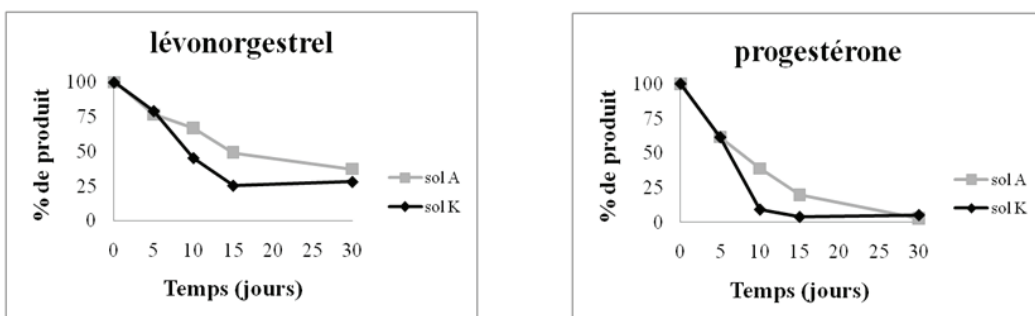 lévonorgestrel
% de produit
100
75
50
25
0
0 5 10 15 20 25 30
Temps (jours)
sol A
sol K
progestérone
% de produit
100
75
50
25
0
0 5 10 15 20 25 30
Temps (jours)
sol A
sol K